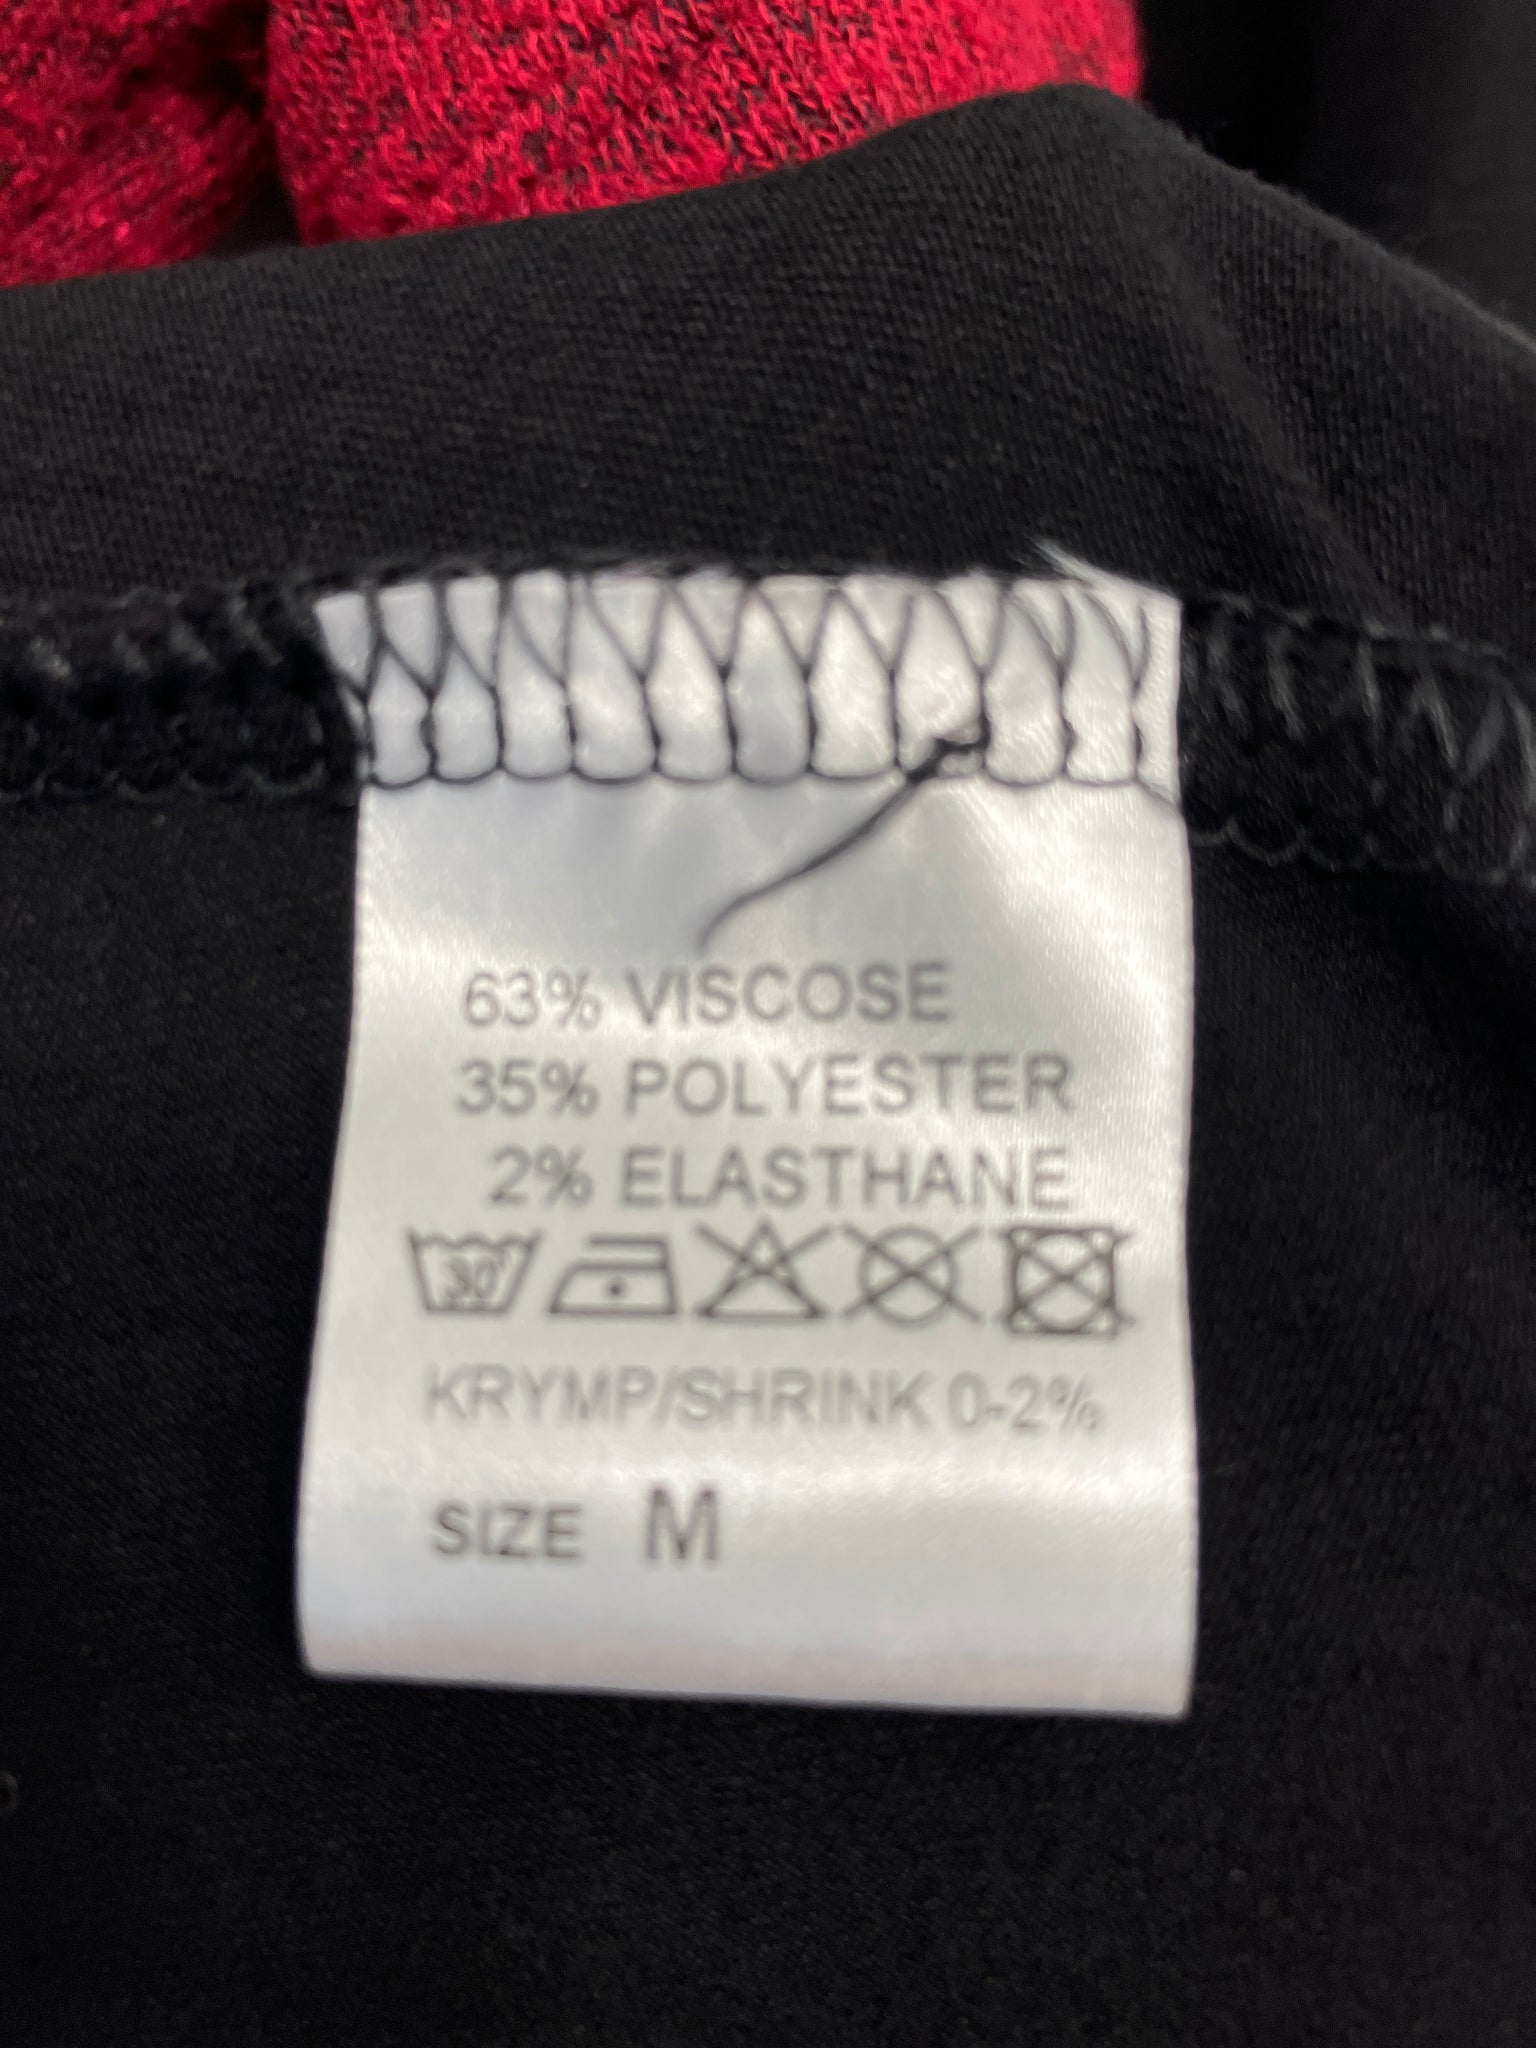 63% VISCOSE
35% POLYESTER
2% ELASTHANE
30°
KRYMP/SHRINK 0-2%
SIZE M